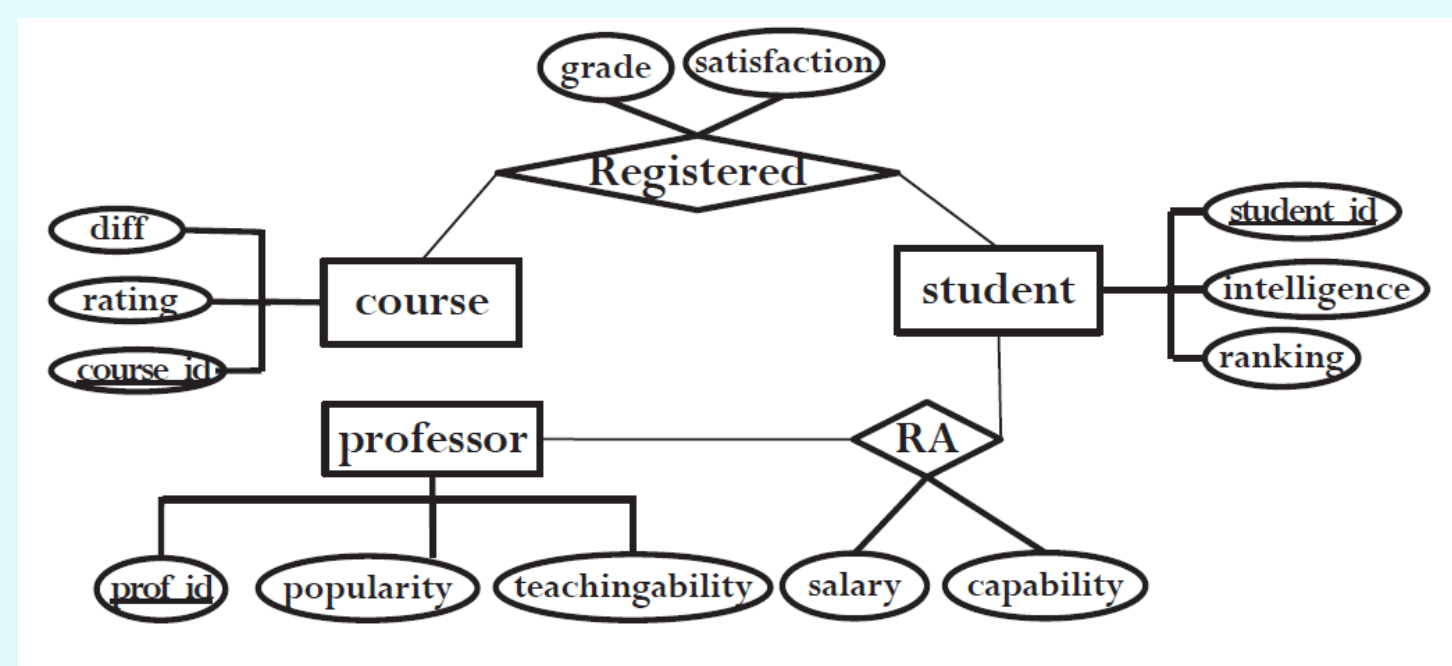 grade
satisfaction
Registered
diff
rating
course_id
course
student
student_id
intelligence
ranking
professor
RA
prof_id
popularity
teachingability
salary
capability